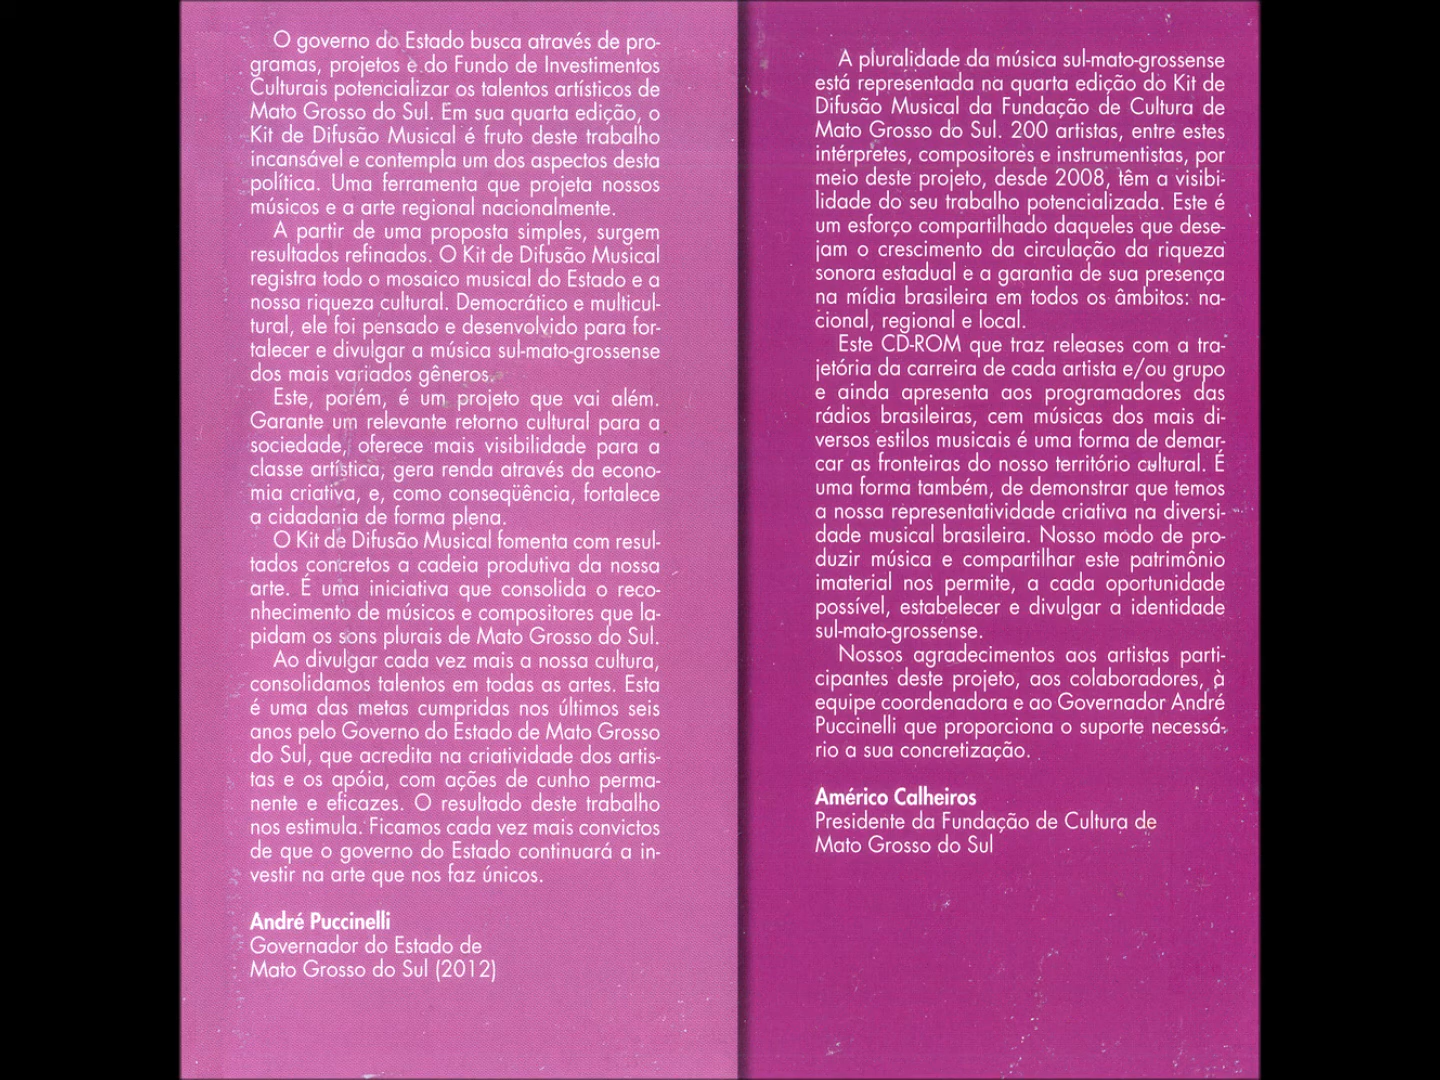 O governo do Estado busca através de pro-
gramas, projetos e do Fundo de Investimentos
Culturais potencializar os talentos artísticos de
Mato Grosso do Sul. Em sua quarta edição, o
Kit de Difusão Musical é fruto deste trabalho
incansável e contempla um dos aspectos desta
política. Uma ferramenta que projeta nossos
músicos e a arte regional nacionalmente.
A partir de uma proposta simples, surgem
resultados refinados. O Kit de Difusão Musical
registra todo o mosaico musical do Estado e a
nossa riqueza cultural. Democrático e multicul-
tural, ele foi pensado e desenvolvido para for-
talecer e divulgar a música sul-mato-grossense
dos mais variados gêneros.
Este, porém, é um projeto que vai além.
Garante um relevante retorno cultural para a
sociedade, oferece mais visibilidade para a
classe artística, gera renda através da econo-
mia criativa, e, como conseqüência, fortalece
a cidadania de forma plena.
O Kit de Difusão Musical fomenta com resul-
tados concretos a cadeia produtiva da nossa
arte. É uma iniciativa que consolida o reco-
nhecimento de músicos e compositores que la-
pidam os sons plurais de Mato Grosso do Sul.
Ao divulgar cada vez mais a nossa cultura,
consolidamos talentos em todas as artes. Esta
é uma das metas cumpridas nos últimos seis
anos pelo Governo do Estado de Mato Grosso
do Sul, que acredita na criatividade dos artis-
tas e os apóia, com ações de cunho perma-
nente e eficazes. O resultado deste trabalho
nos estimula. Ficamos cada vez mais convictos
de que o governo do Estado continuará a in-
vestir na arte que nos faz únicos.
André Puccinelli
Governador do Estado de
Mato Grosso do Sul (2012)
A pluralidade da música sul-mato-grossense
está representada na quarta edição do Kit de
Difusão Musical da Fundação de Cultura de
Mato Grosso do Sul. 200 artistas, entre estes
intérpretes, compositores e instrumentistas, por
meio deste projeto, desde 2008, têm a visibi-
lidade do seu trabalho potencializada. Este é
um esforço compartilhado daqueles que dese-
jam o crescimento da circulação da riqueza
sonora estadual e a garantia de sua presença
na mídia brasileira em todos os âmbitos: na-
cional, regional e local.
Este CD-ROM que traz releases com a tra-
jetória da carreira de cada artista e/ou grupo
e ainda apresenta aos programadores das
rádios brasileiras, cem músicas dos mais di-
versos estilos musicais é uma forma de demar-
car as fronteiras do nosso território cultural. É
uma forma também, de demonstrar que temos
a nossa representatividade criativa na diversi-
dade musical brasileira. Nosso modo de pro-
duzir música e compartilhar este patrimônio
imaterial nos permite, a cada oportunidade
possível, estabelecer e divulgar a identidade
sul-mato-grossense.
Nossos agradecimentos aos artistas parti-
cipantes deste projeto, aos colaboradores, à
equipe coordenadora e ao Governador André
Puccinelli que proporciona o suporte necessá-
rio a sua concretização.
Américo Calheiros
Presidente da Fundação de Cultura de
Mato Grosso do Sul